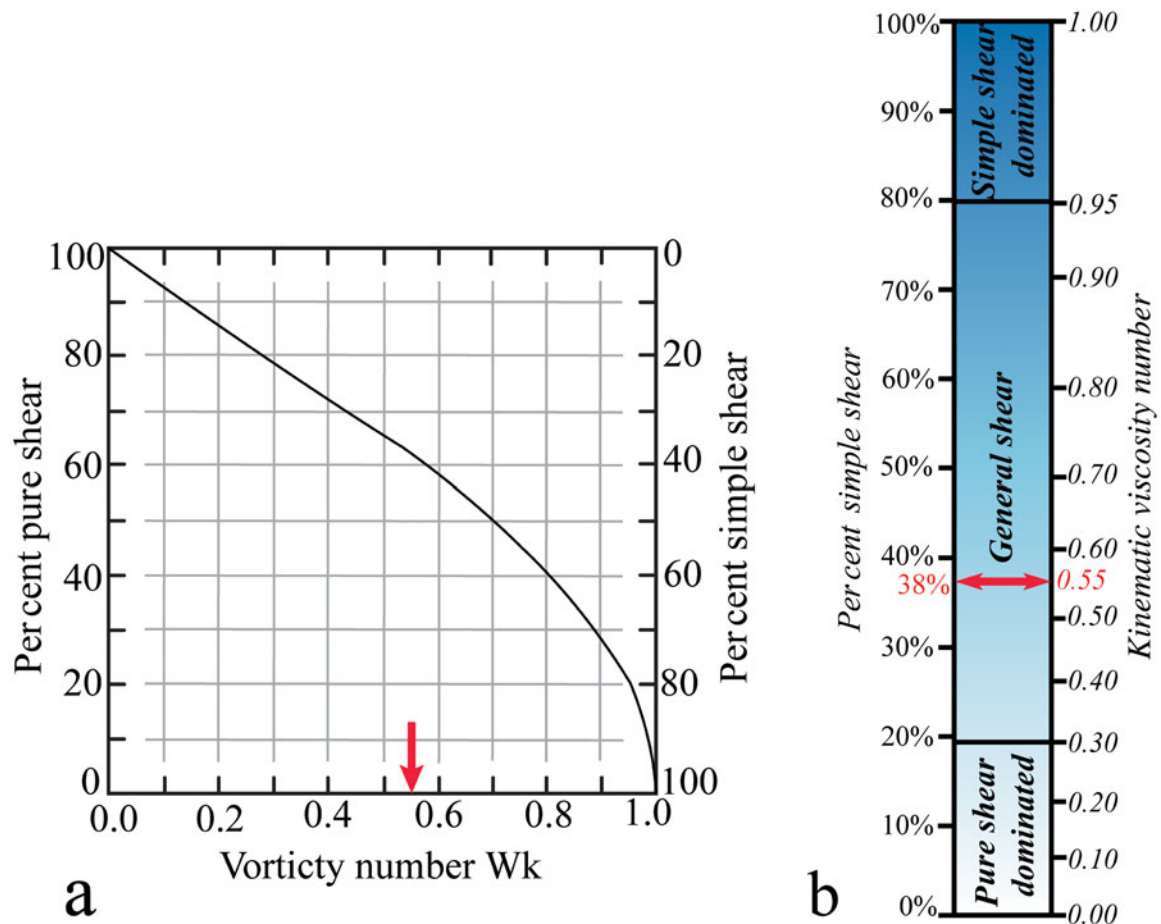 100
80
60
40
20
0
Per cent pure shear
0
20
40
60
80
100
Per cent simple shear
0.0 0.2 0.4 0.6 0.8 1.0
Vorticty number Wk
a
100%
90%
80%
70%
60%
50%
40%
38%
30%
20%
10%
0%
Per cent simple shear
Simple shear
dominated
General shear
Pure shear
dominated
1.00
0.95
0.90
0.80
0.70
0.60
0.55
0.50
0.40
0.30
0.20
0.10
0.00
Kinematic viscosity number
b